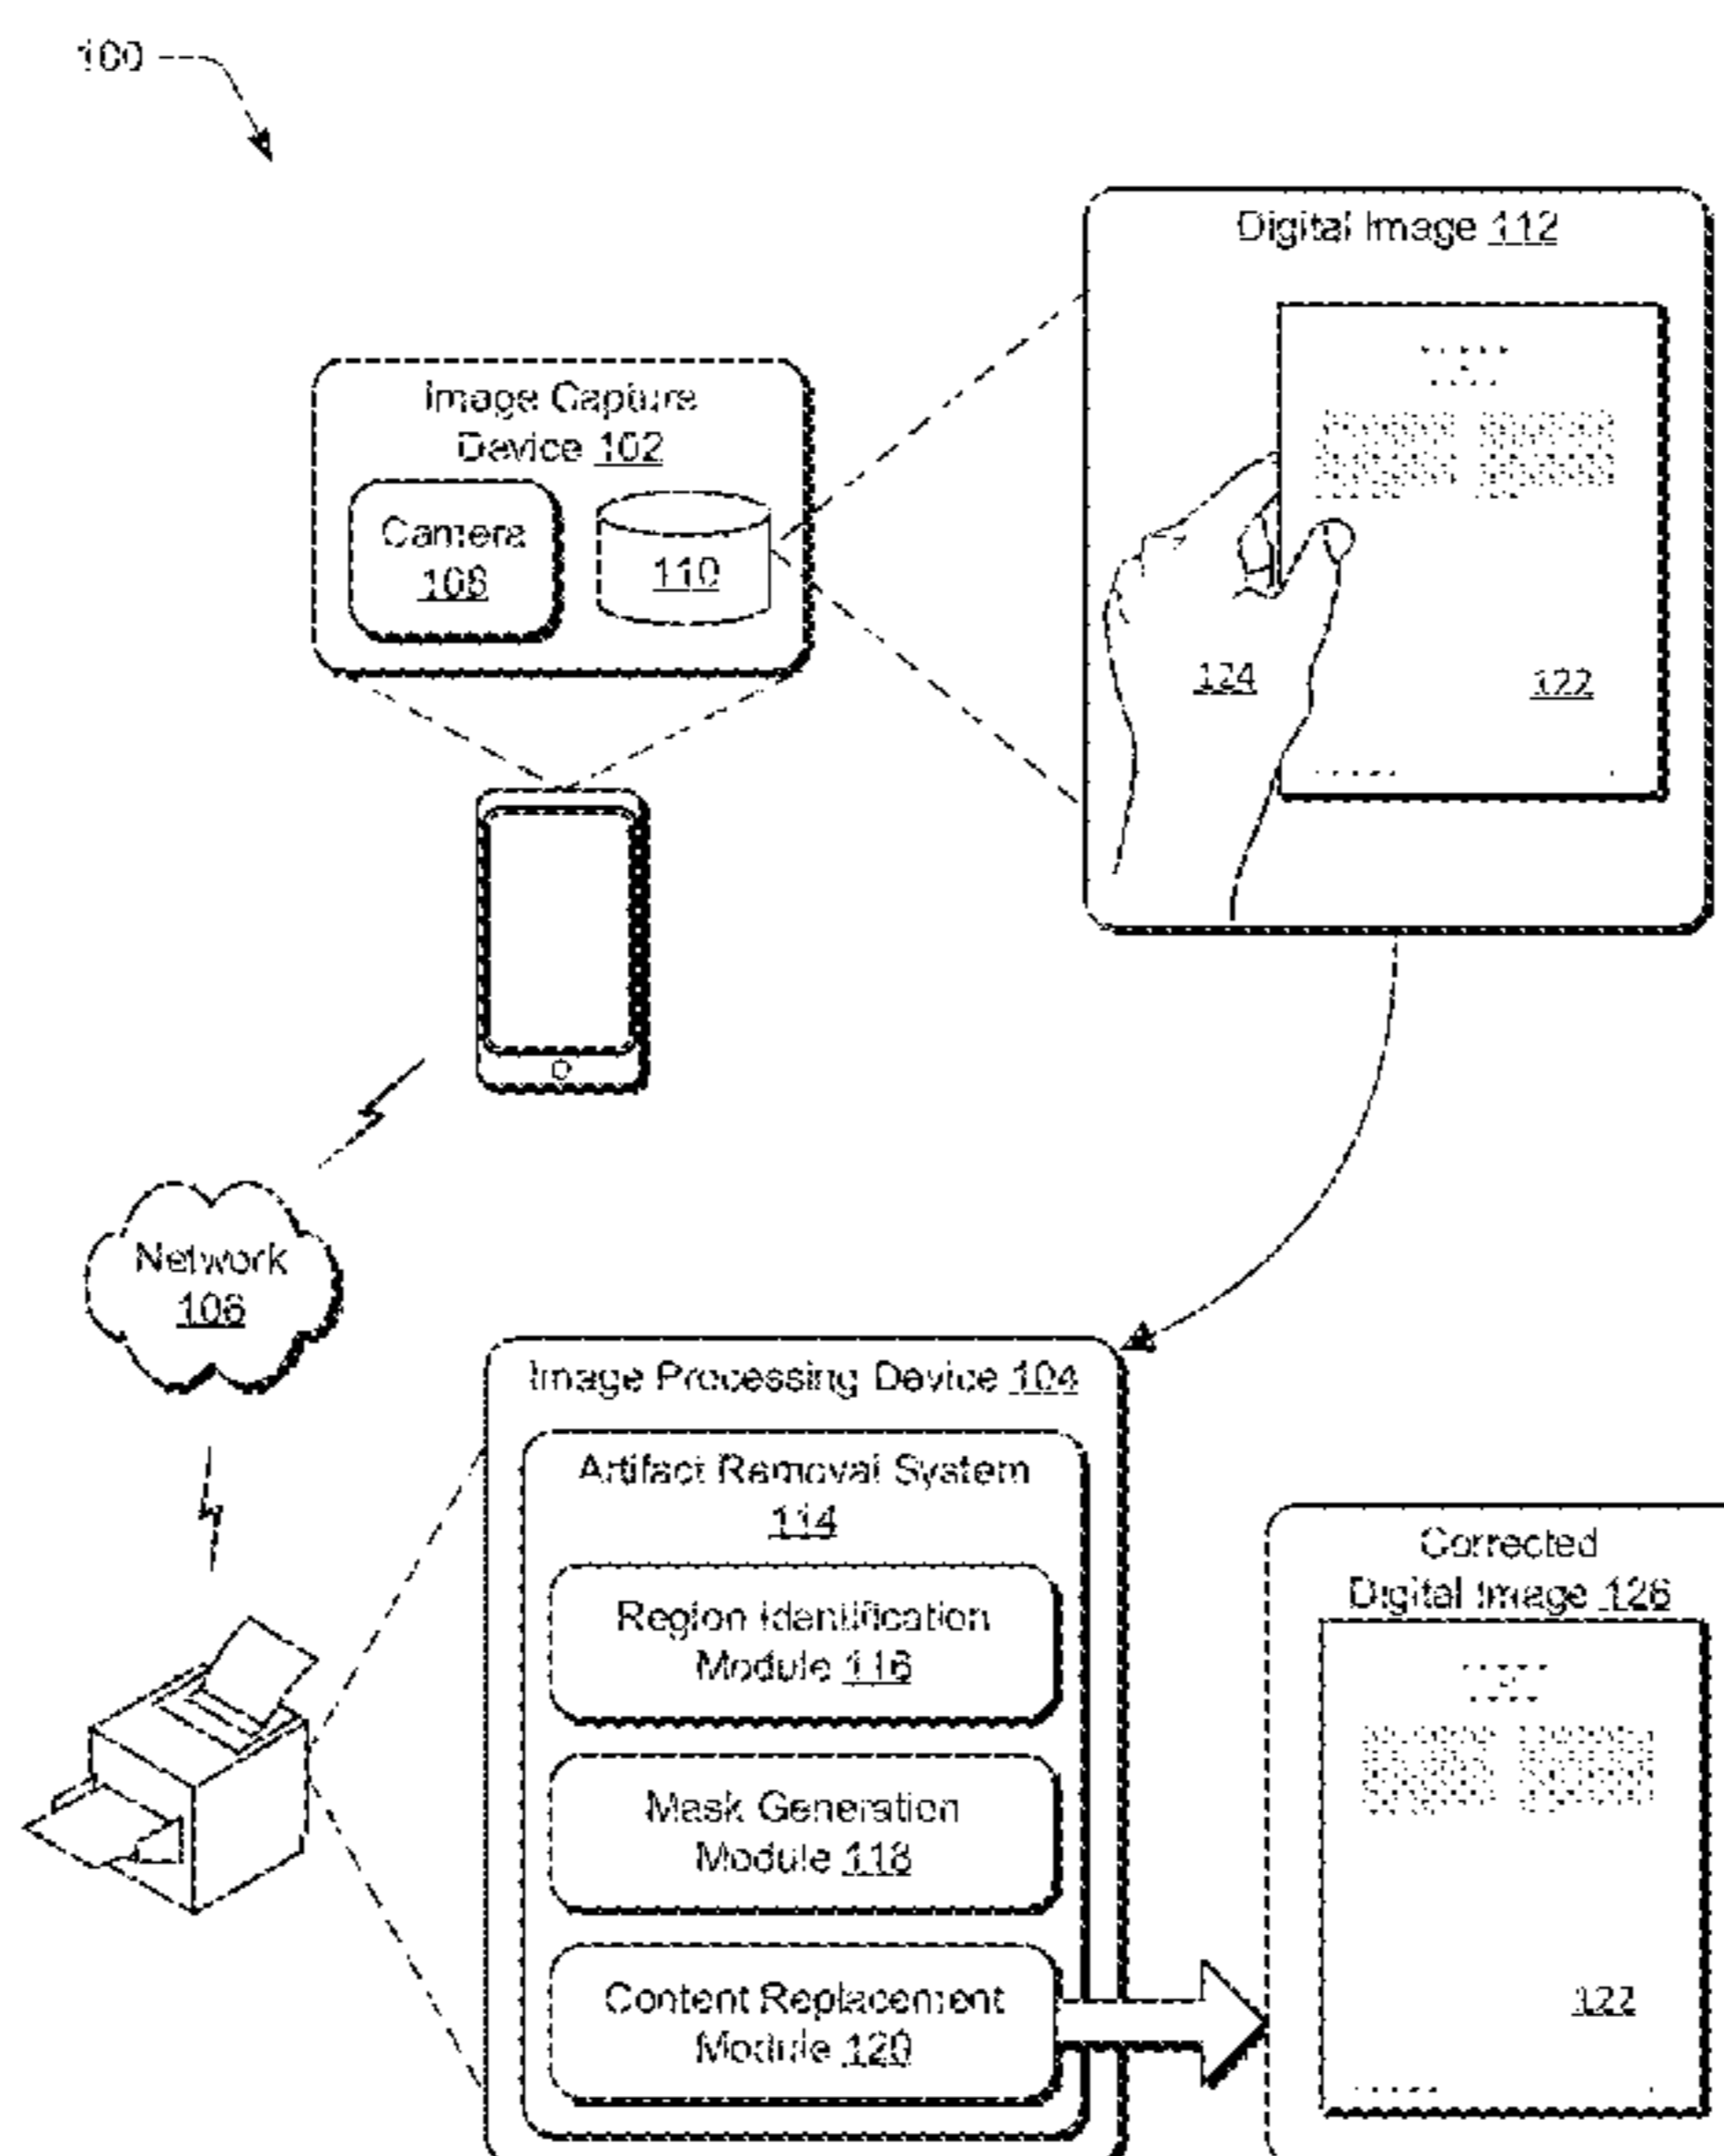 100
Digital Image 112
Image Capture
Device 102
Camera
108
110
124
122
Network
106
Image Processing Device 104
Artifact Removal System
114
Region Identification
Module 116
Mask Generation
Module 118
Content Replacement
Module 120
Corrected
Digital Image 126
122